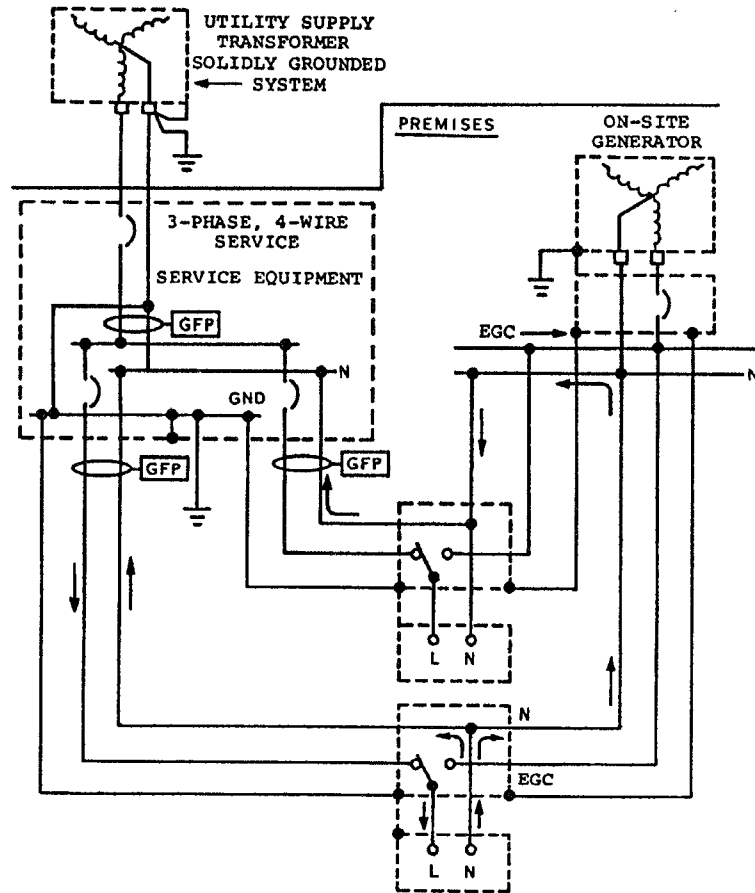 UTILITY SUPPLY
TRANSFORMER
SOLIDLY GROUNDED
SYSTEM
PREMISES
ON-SITE
GENERATOR
3-PHASE, 4-WIRE
SERVICE
SERVICE EQUIPMENT
GFP
EGC
N
N
GND
GFP
GFP
L N
N
EGC
L N